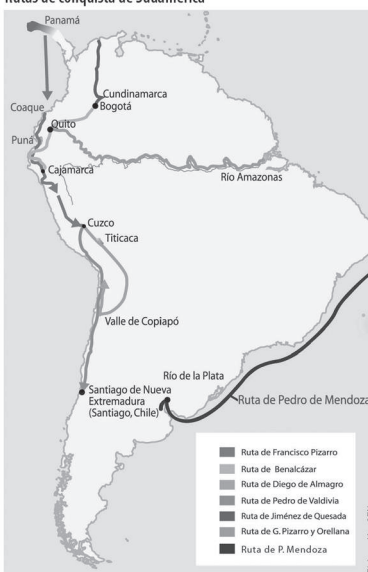 Rutas de conquista de Sudamérica
Panamá
Cundinamarca
Bogotá
Coaque
Quito
Puná
Cajamarca
Río Amazonas
Cuzco
Titicaca
Valle de Copiapó
Río de la Plata
Santiago de Nueva
Extremadura
(Santiago, Chile)
Ruta de Pedro de Mendoza
Ruta de Francisco Pizarro
Ruta de Benalcázar
Ruta de Diego de Almagro
Ruta de Pedro de Valdivia
Ruta de Jiménez de Quesada
Ruta de G. Pizarro y Orellana
Ruta de P. Mendoza